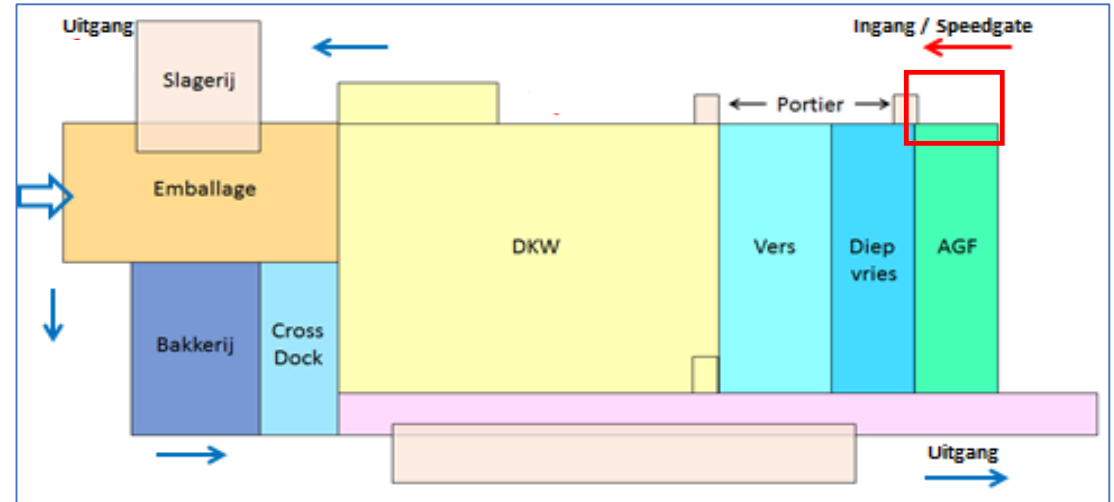 Uitgang
Ingang / Speedgate
Slagerij
Portier
Emballage
DKW
Vers
Diep
vries
AGF
Bakkerij
Cross
Dock
Uitgang